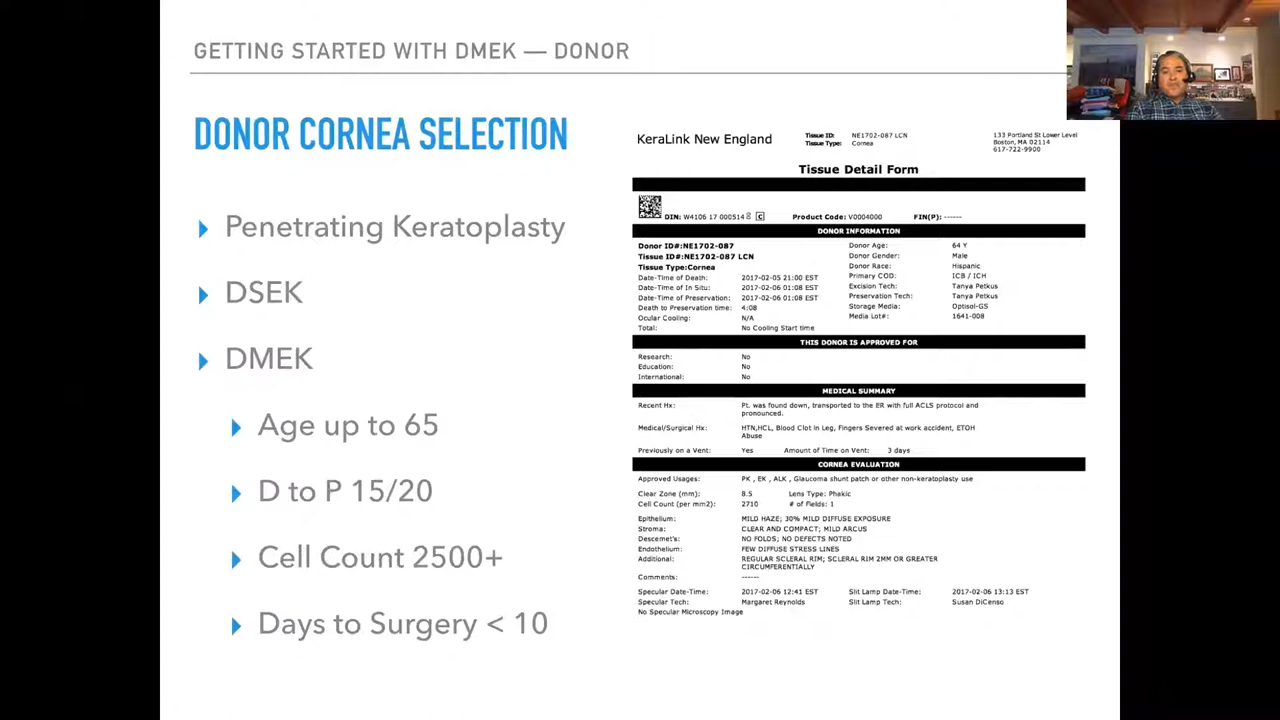 GETTING STARTED WITH DMEK — DONOR
DONOR CORNEA SELECTION
Penetrating Keratoplasty
DSEK
DMEK
Age up to 65
D to P 15/20
Cell Count 2500+
Days to Surgery < 10
KeraLink New England
Tissue ID: NE1702-087 LCN
Tissue Type: Cornea
133 Portland St Lower Level
Boston, MA 02114
617-722-9900
Tissue Detail Form
DIN: W4106 17 000514 8 C Product Code: V0004000 FIN(P): ------
DONOR INFORMATION
Donor ID#:NE1702-087
Tissue ID#:NE1702-087 LCN
Tissue Type:Cornea
Date-Time of Death: 2017-02-05 21:00 EST
Date-Time of In Situ: 2017-02-06 01:08 EST
Date-Time of Preservation: 2017-02-06 01:08 EST
Death to Preservation time: 4:08
Ocular Cooling: N/A
Total: No Cooling Start time
Donor Age: 64 Y
Donor Gender: Male
Donor Race: Hispanic
Primary COD: ICB / ICH
Excision Tech: Tanya Petkus
Preservation Tech: Tanya Petkus
Storage Media: Optisol-GS
Media Lot#: 1641-008
THIS DONOR IS APPROVED FOR
Research: No
Education: No
International: No
MEDICAL SUMMARY
Recent Hx: Pt. was found down, transported to the ER with full ACLS protocol and
pronounced.
Medical/Surgical Hx: HTN,HCL, Blood Clot in Leg, Fingers Severed at work accident, ETOH
Abuse
Previously on a Vent: Yes Amount of Time on Vent: 3 days
CORNEA EVALUATION
Approved Usages: PK , EK , ALK , Glaucoma shunt patch or other non-keratoplasty use
Clear Zone (mm): 8.5 Lens Type: Phakic
Cell Count (per mm2): 2710 # of Fields: 1
Epithelium: MILD HAZE; 30% MILD DIFFUSE EXPOSURE
Stroma: CLEAR AND COMPACT; MILD ARCUS
Descemet's: NO FOLDS; NO DEFECTS NOTED
Endothelium: FEW DIFFUSE STRESS LINES
Additional: REGULAR SCLERAL RIM; SCLERAL RIM 2MM OR GREATER
CIRCUMFERENTIALLY
Comments: ------
Specular Date-Time: 2017-02-06 12:41 EST Slit Lamp Date-Time: 2017-02-06 13:13 EST
Specular Tech: Margaret Reynolds Slit Lamp Tech: Susan DiCenso
No Specular Microscopy Image